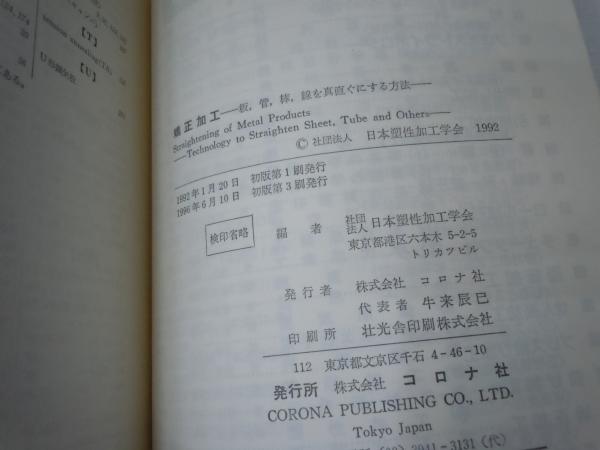 【T】
tension annealing(TA)
【U】
矯正加工——板，管，棒，線を真直ぐにする方法——
Straightening of Metal Products
——Technology to Straighten Sheet, Tube and Others——
Ⓒ 社団法人 日本塑性加工学会 1992
1992年1月20日 初版第1刷発行
1996年6月10日 初版第3刷発行
検印省略
編者 社団法人 日本塑性加工学会
東京都港区六本木 5-2-5
トリカツビル
発行者 株式会社 コロナ社
代表者 牛来辰巳
印刷所 壮光舎印刷株式会社
112 東京都文京区千石 4-46-10
発行所 株式会社 コロナ社
CORONA PUBLISHING CO., LTD.
Tokyo Japan
3941-3131(代)